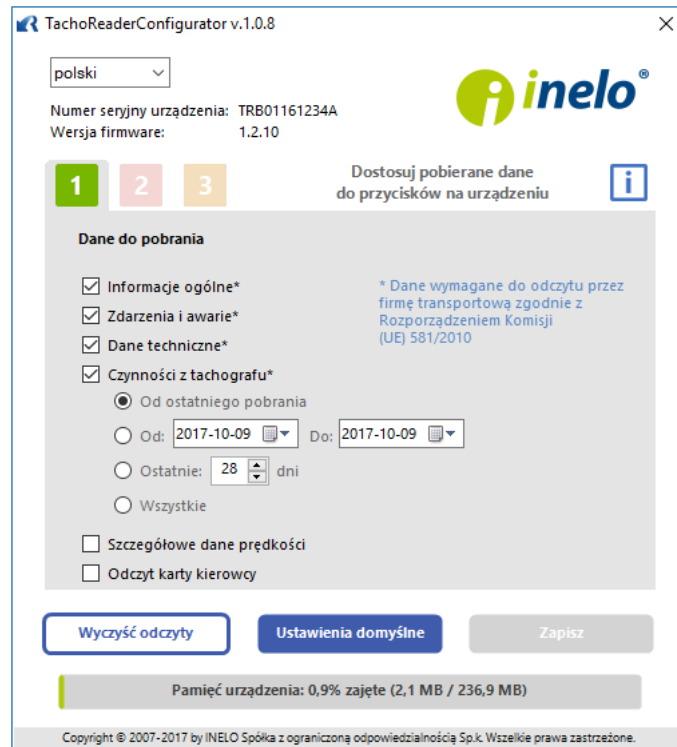 TachoReaderConfigurator v.1.0.8
polski
inelo®
Numer seryjny urządzenia: TRB01161234A
Wersja firmware: 1.2.10
1 2 3
Dostosuj pobierane dane
do przycisków na urządzeniu
i
Dane do pobrania
Informacje ogólne*
Zdarzenia i awarie*
Dane techniczne*
Czynności z tachografu*
* Dane wymagane do odczytu przez
firmę transportową zgodnie z
Rozporządzeniem Komisji
(UE) 581/2010
Od ostatniego pobrania
Od: 2017-10-09 Do: 2017-10-09
Ostatnie: 28 dni
Wszystkie
Szczegółowe dane prędkości
Odczyt karty kierowcy
Wyczyść odczyty Ustawienia domyślne Zapisz
Pamięć urządzenia: 0,9% zajęte (2,1 MB / 236,9 MB)
Copyright © 2007-2017 by INELO Spółka z ograniczoną odpowiedzialnością Sp.k. Wszelkie prawa zastrzeżone.